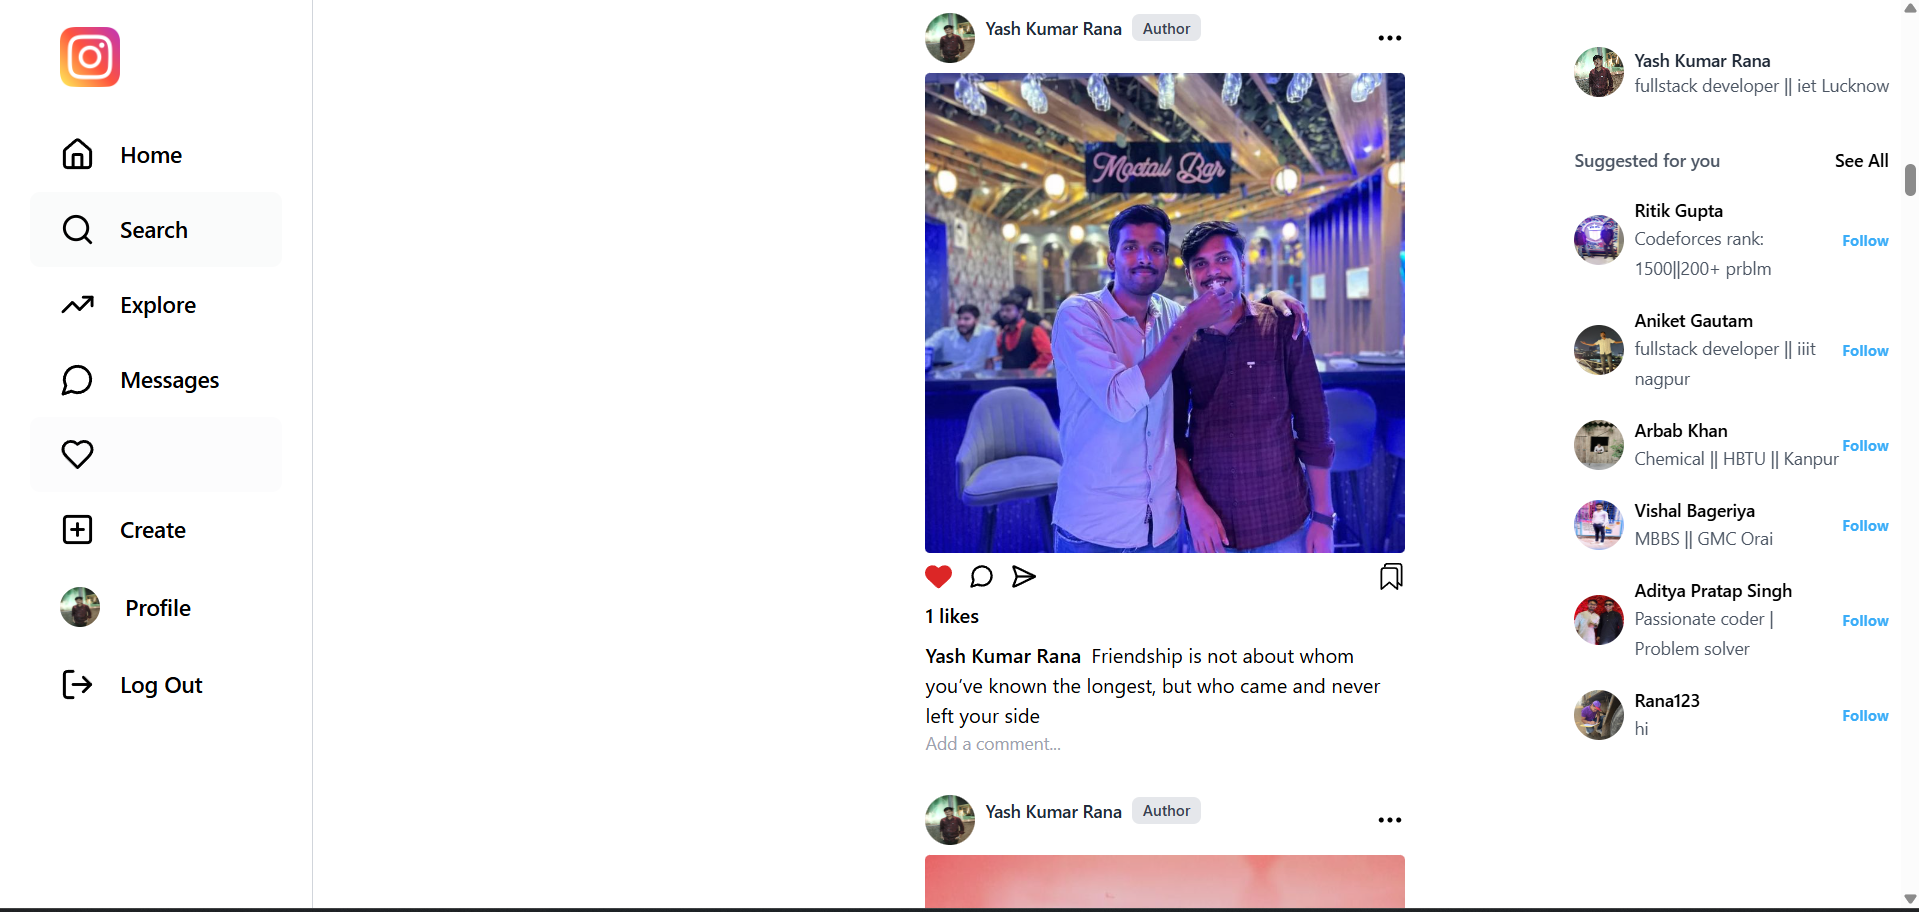 Home
Search
Explore
Messages
Create
Profile
Log Out
Yash Kumar Rana Author
Moctail Bar
1 likes
Yash Kumar Rana Friendship is not about whom
you’ve known the longest, but who came and never
left your side
Add a comment...
Yash Kumar Rana Author
Yash Kumar Rana
fullstack developer || iet Lucknow
Suggested for you See All
Ritik Gupta
Codeforces rank:
1500||200+ prblm
Follow
Aniket Gautam
fullstack developer || iiit
nagpur
Follow
Arbab Khan
Chemical || HBTU || Kanpur
Follow
Vishal Bageriya
MBBS || GMC Orai
Follow
Aditya Pratap Singh
Passionate coder |
Problem solver
Follow
Rana123
hi
Follow